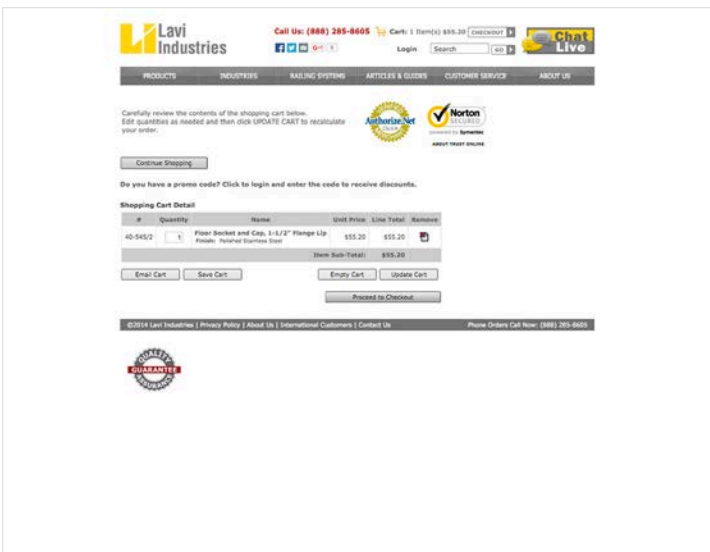 Lavi
Industries
Call Us: (888) 285-8605
Cart: 1 Item(s) $55.20 CHECKOUT
Login Search GO
Chat
Live
PRODUCTS INDUSTRIES RAILING SYSTEMS ARTICLES & GUIDES CUSTOMER SERVICE ABOUT US
Carefully review the contents of the shopping cart below.
Edit quantities as needed and then click UPDATE CART to recalculate
your order.
Authorize.Net
Norton
SECURED
powered by Symantec
ABOUT TRUST ONLINE
Continue Shopping
Do you have a promo code? Click to login and enter the code to receive discounts.
Shopping Cart Detail
# Quantity Name Unit Price Line Total Remove
40-545/2 1 Floor Socket and Cap, 1-1/2" Flange Lip $55.20 $55.20
Finish: Polished Stainless Steel
Item Sub-Total: $55.20
Email Cart Save Cart Empty Cart Update Cart
Proceed to Checkout
©2014 Lavi Industries | Privacy Policy | About Us | International Customers | Contact Us Phone Orders Call Now: (888) 285-8605
QUALITY
GUARANTEE
ASSURANCE